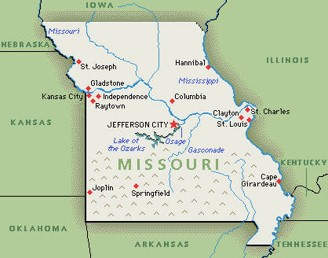 IOWA
Missouri
NEBRASKA
ILLINOIS
Hannibal
St. Joseph
Mississippi
Gladstone
Kansas City
Independence
Raytown
Columbia
Clayton
St. Charles
St. Louis
KANSAS
JEFFERSON CITY
Lake of
the Ozarks
Osage
Gasconade
MISSOURI
KENTUCKY
Cape
Girardeau
Joplin
Springfield
OKLAHOMA
ARKANSAS
TENNESSEE